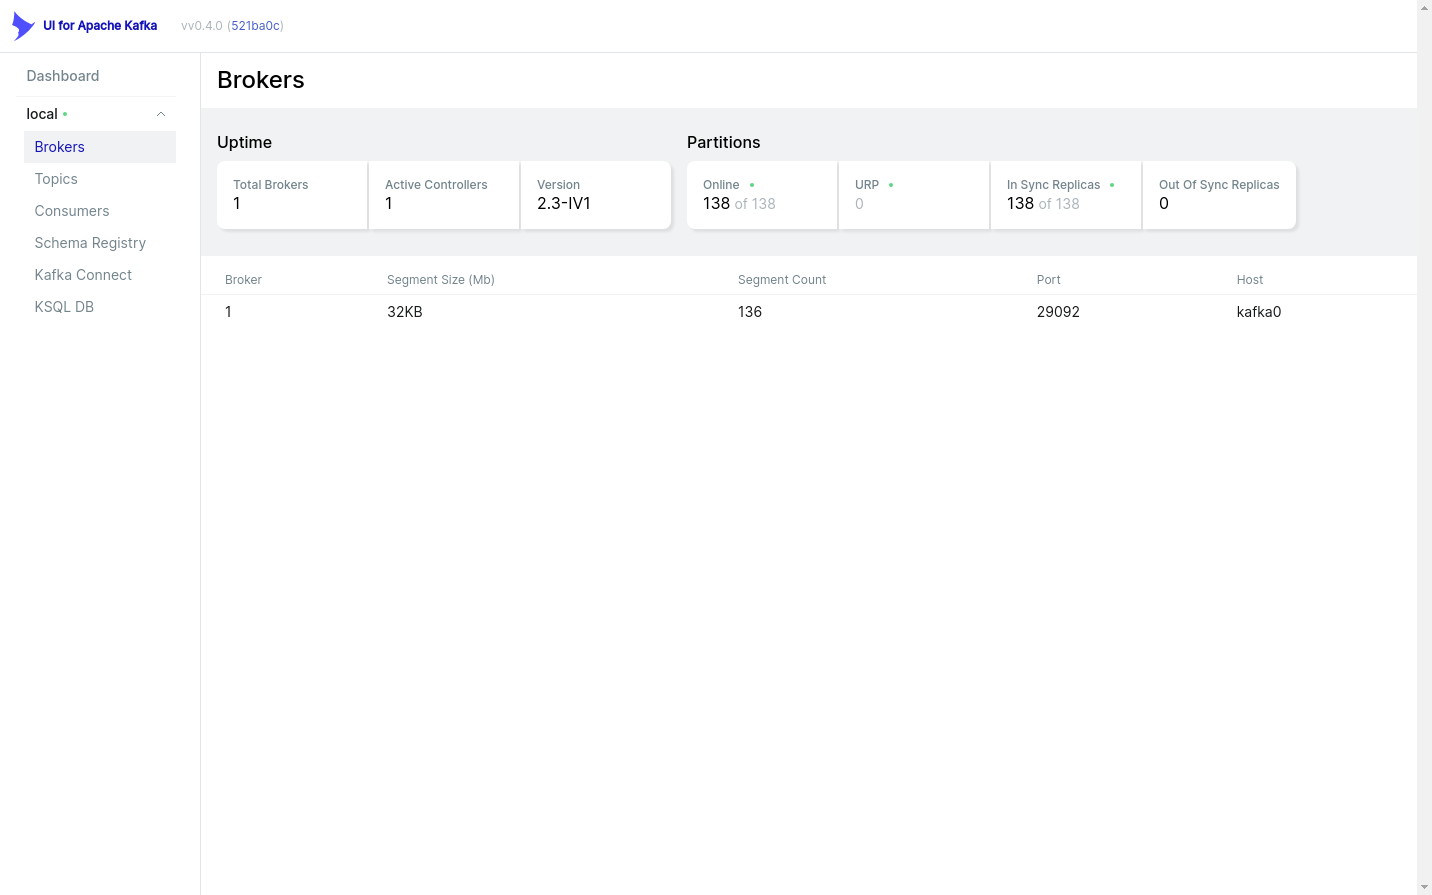 UI for Apache Kafka vv0.4.0 (521ba0c)
Dashboard
local
Brokers
Topics
Consumers
Schema Registry
Kafka Connect
KSQL DB
Brokers
Uptime
Total Brokers
1
Active Controllers
1
Version
2.3-IV1
Partitions
Online
138 of 138
URP
0
In Sync Replicas
138 of 138
Out Of Sync Replicas
0
Broker Segment Size (Mb) Segment Count Port Host
1 32KB 136 29092 kafka0